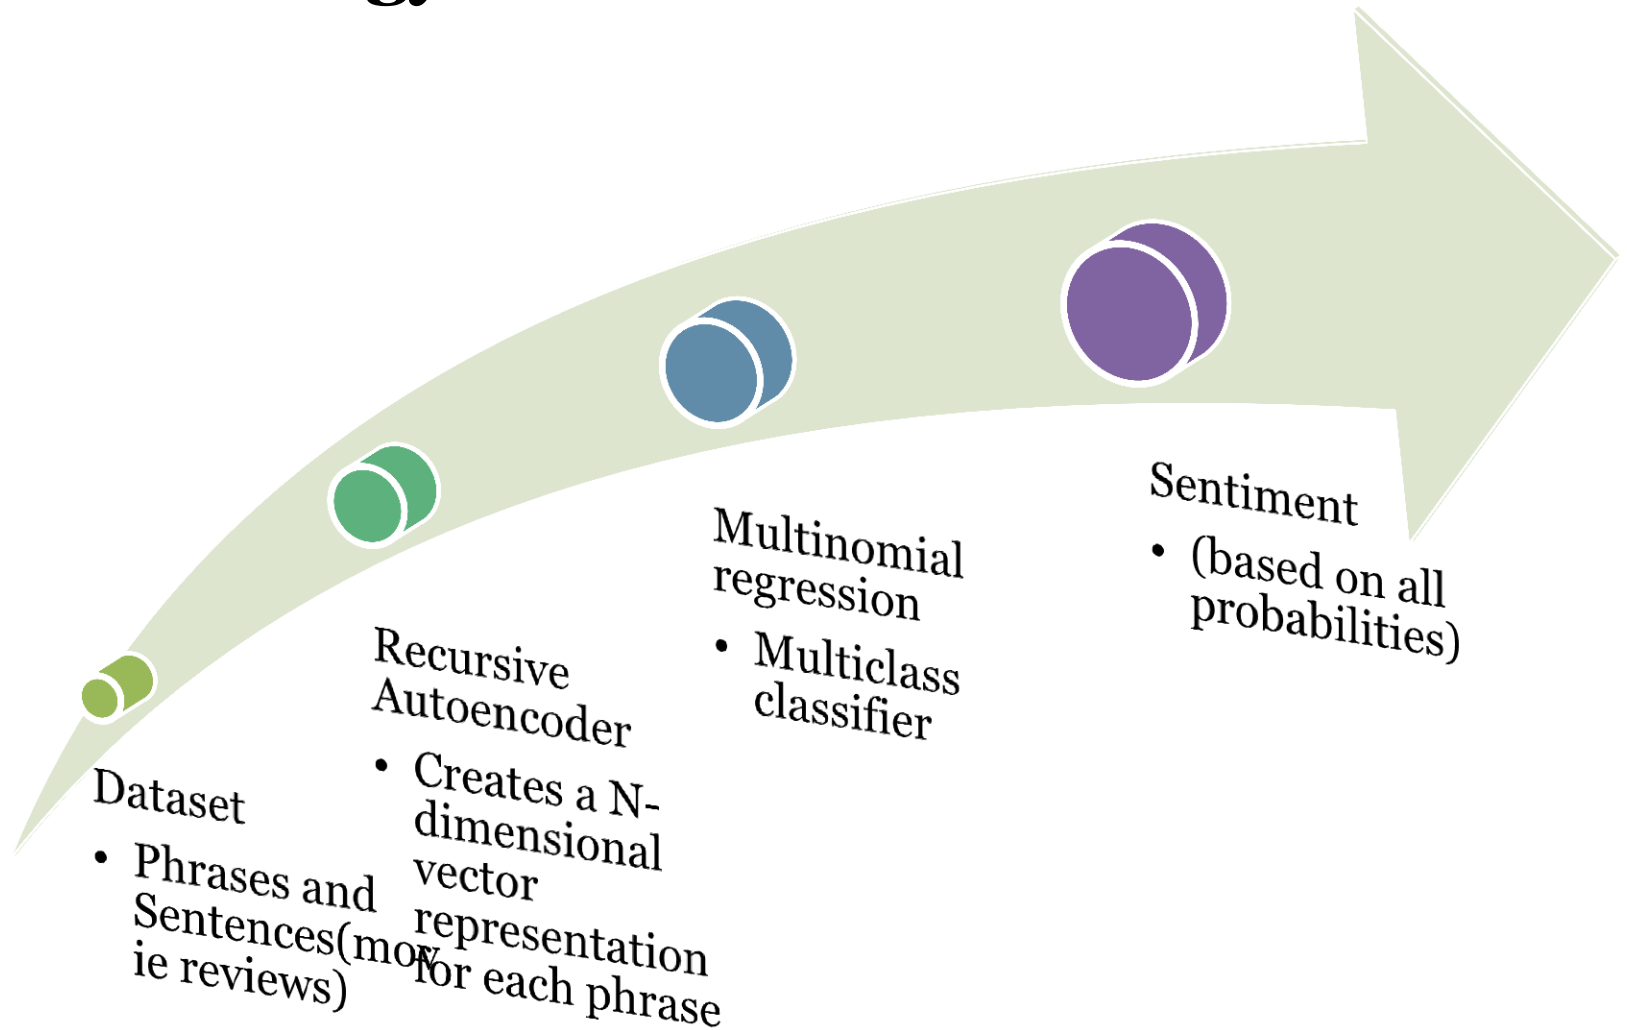 Dataset
• Phrases and
Sentences(mov
ie reviews)
Recursive
Autoencoder
• Creates a N-
dimensional
vector
representation
for each phrase
Multinomial
regression
• Multiclass
classifier
Sentiment
• (based on all
probabilities)